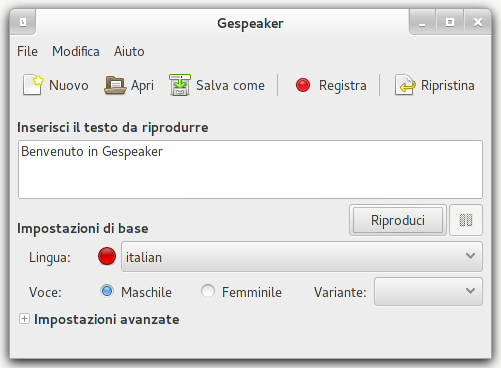 Gespeaker
File Modifica Aiuto
Nuovo Apri Salva come Registra Ripristina
Inserisci il testo da riprodurre
Benvenuto in Gespeaker
Riproduci
Impostazioni di base
Lingua: italian
Voce: Maschile Femminile Variante:
Impostazioni avanzate